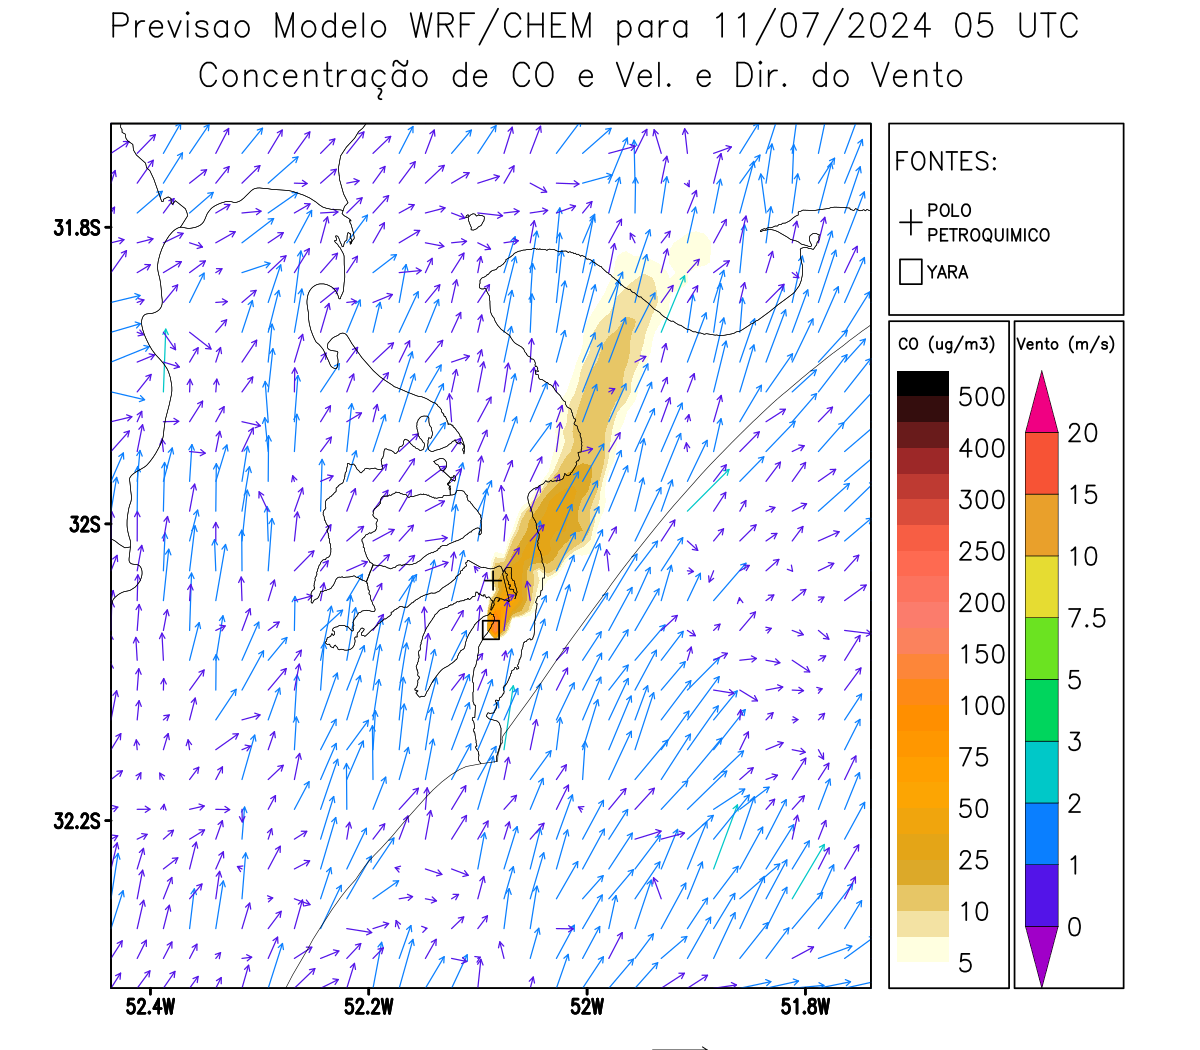 Previsao Modelo WRF/CHEM para 11/07/2024 05 UTC
Concentração de CO e Vel. e Dir. do Vento
FONTES:
POLO
PETROQUIMICO
YARA
31.8S
32S
32.2S
52.4W
52.2W
52W
51.8W
CO (ug/m3)
500
400
300
250
200
150
100
75
50
25
10
5
Vento (m/s)
20
15
10
7.5
5
3
2
1
0